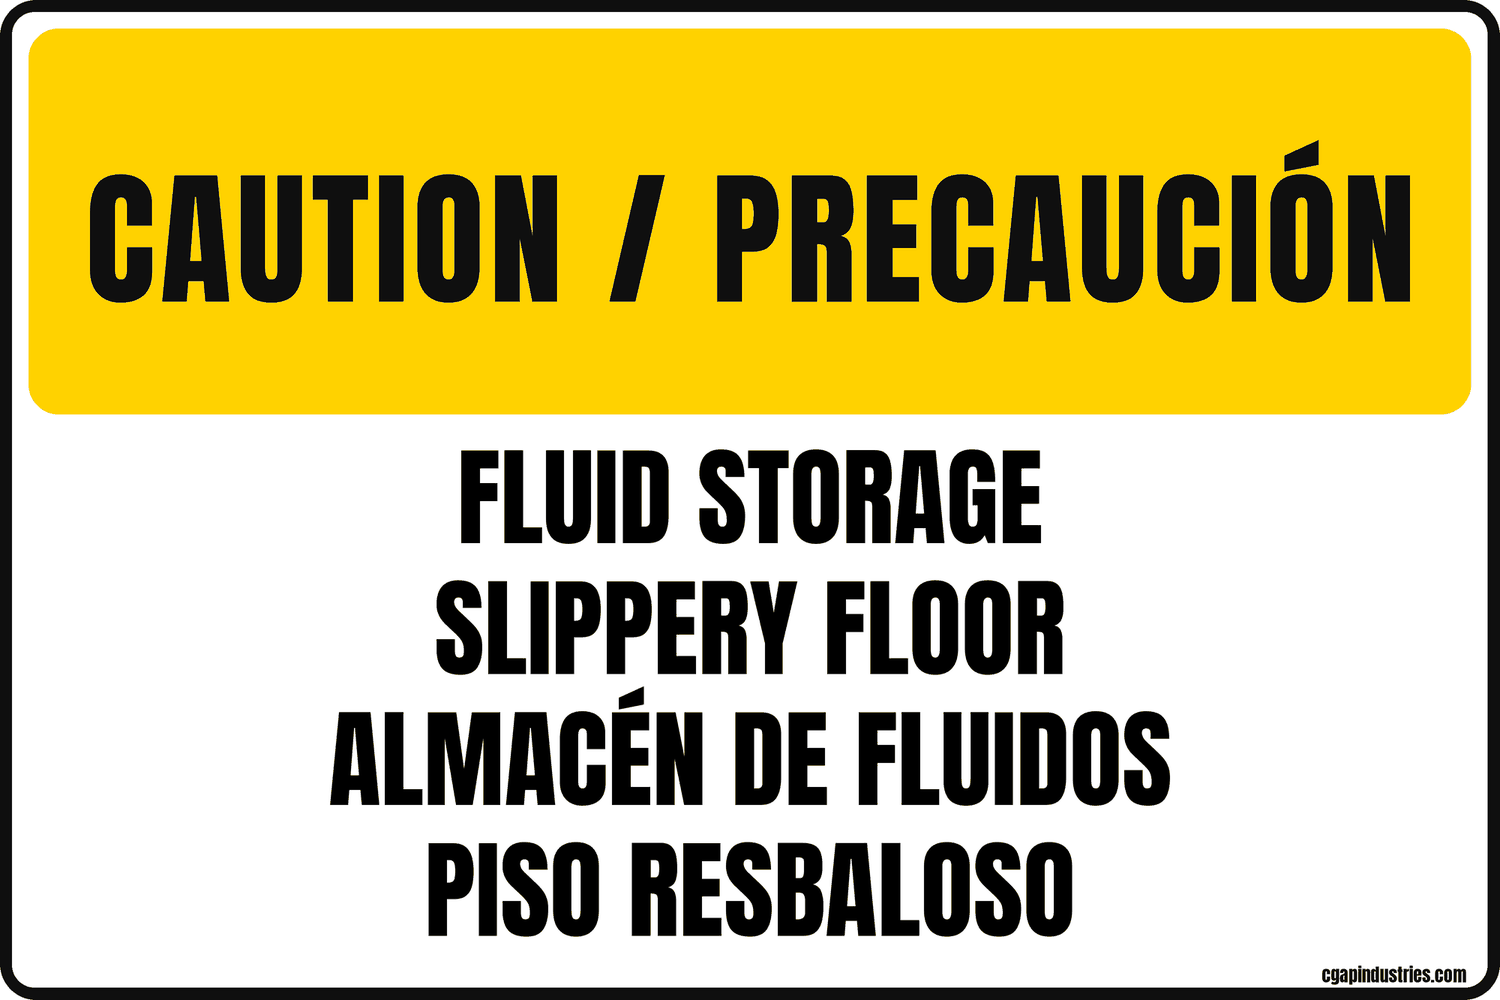 CAUTION / PRECAUCIÓN
FLUID STORAGE
SLIPPERY FLOOR
ALMACÉN DE FLUIDOS
PISO RESBALOSO
cgapindustries.com